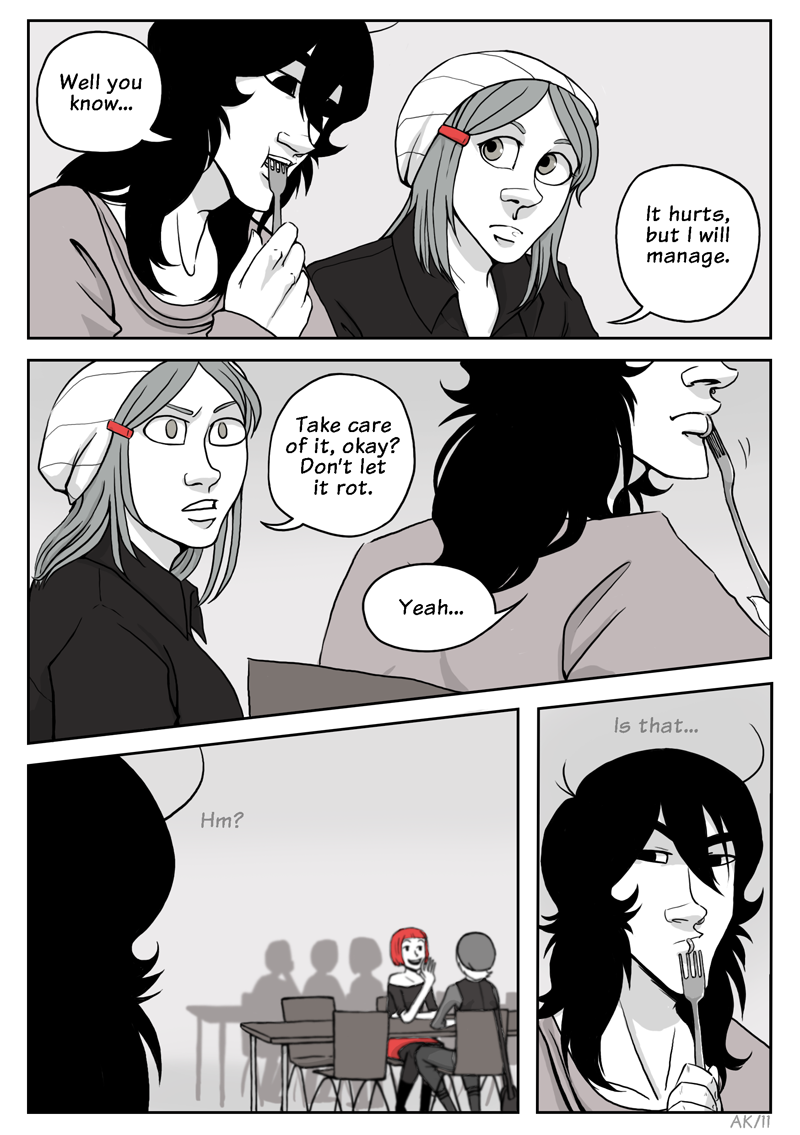 Well you
know...
It hurts,
but I will
manage.
Take care
of it, okay?
Don't let
it rot.
Yeah...
Hm?
Is that...
AK/11